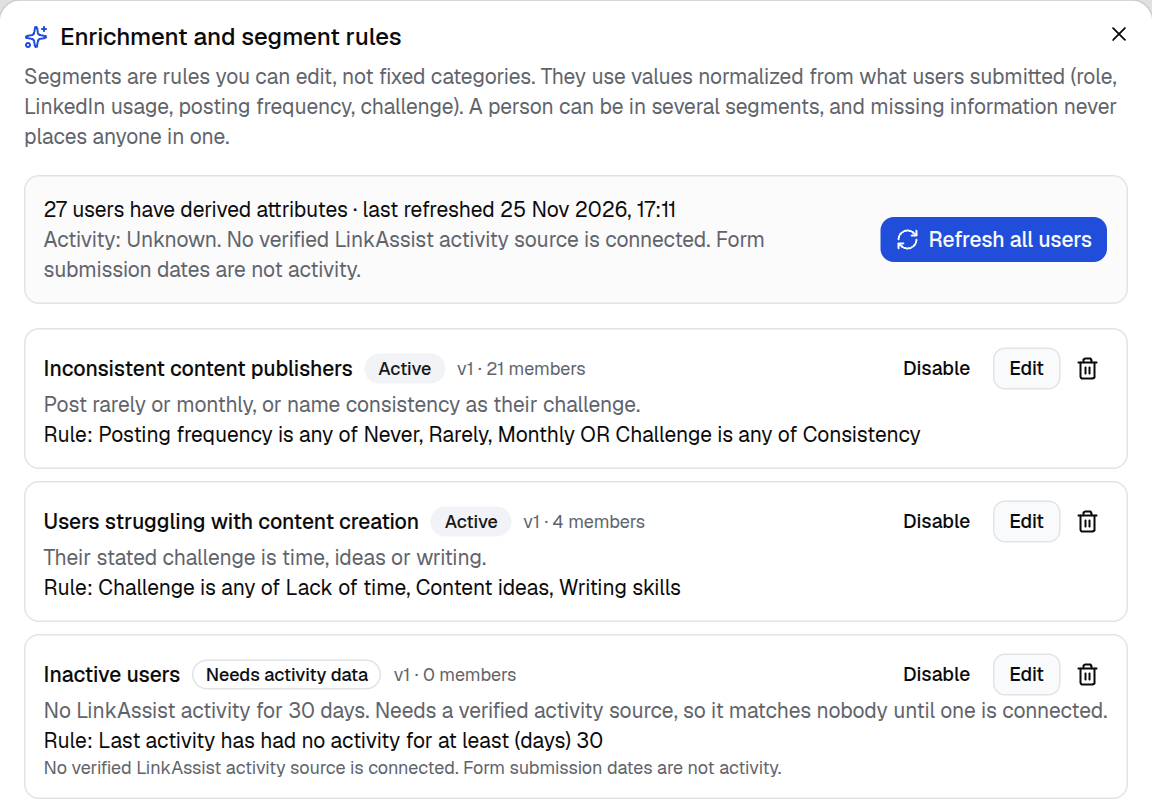 Enrichment and segment rules
Segments are rules you can edit, not fixed categories. They use values normalized from what users submitted (role,
LinkedIn usage, posting frequency, challenge). A person can be in several segments, and missing information never
places anyone in one.
27 users have derived attributes · last refreshed 25 Nov 2026, 17:11
Activity: Unknown. No verified LinkAssist activity source is connected. Form
submission dates are not activity.
Refresh all users
Inconsistent content publishers Active v1 · 21 members Disable Edit
Post rarely or monthly, or name consistency as their challenge.
Rule: Posting frequency is any of Never, Rarely, Monthly OR Challenge is any of Consistency
Users struggling with content creation Active v1 · 4 members Disable Edit
Their stated challenge is time, ideas or writing.
Rule: Challenge is any of Lack of time, Content ideas, Writing skills
Inactive users Needs activity data v1 · 0 members Disable Edit
No LinkAssist activity for 30 days. Needs a verified activity source, so it matches nobody until one is connected.
Rule: Last activity has had no activity for at least (days) 30
No verified LinkAssist activity source is connected. Form submission dates are not activity.